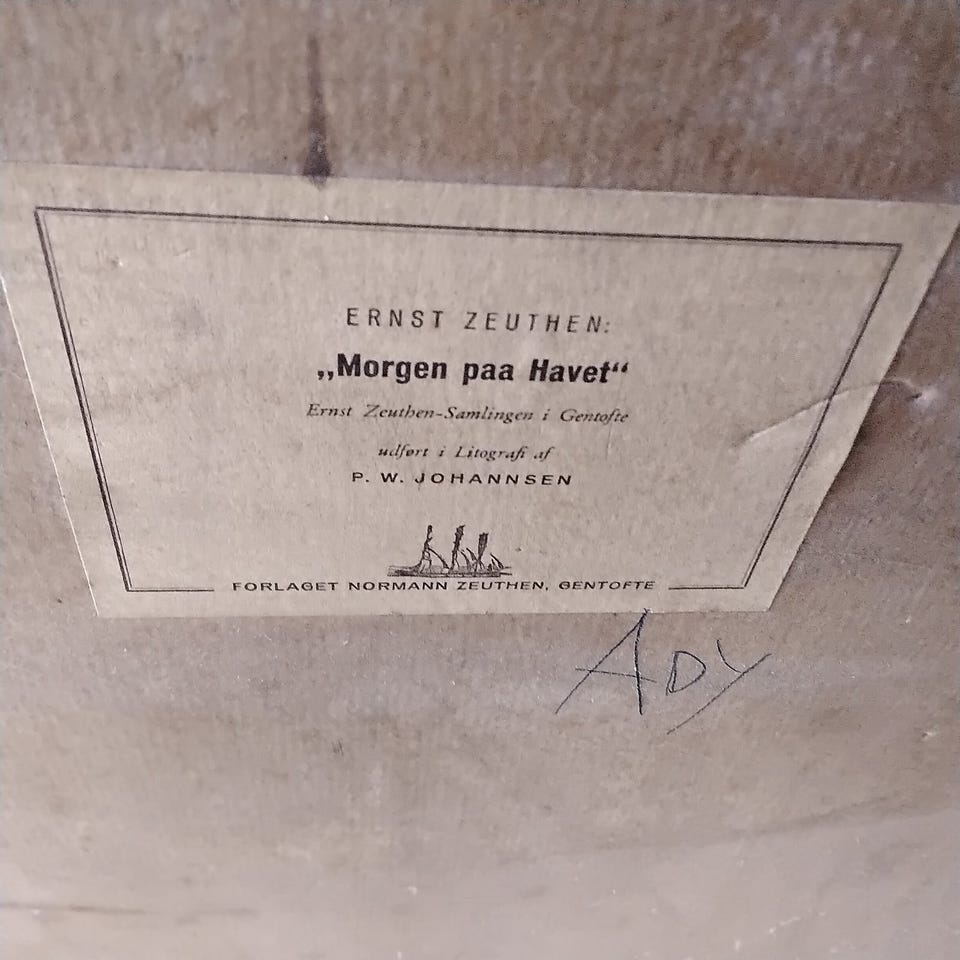 ERNST ZEUTHEN:
„Morgen paa Havet“
Ernst Zeuthen-Samlingen i Gentofte
udført i Litografi af
P. W. JOHANNSEN
FORLAGET NORMANN ZEUTHEN, GENTOFTE
ADY